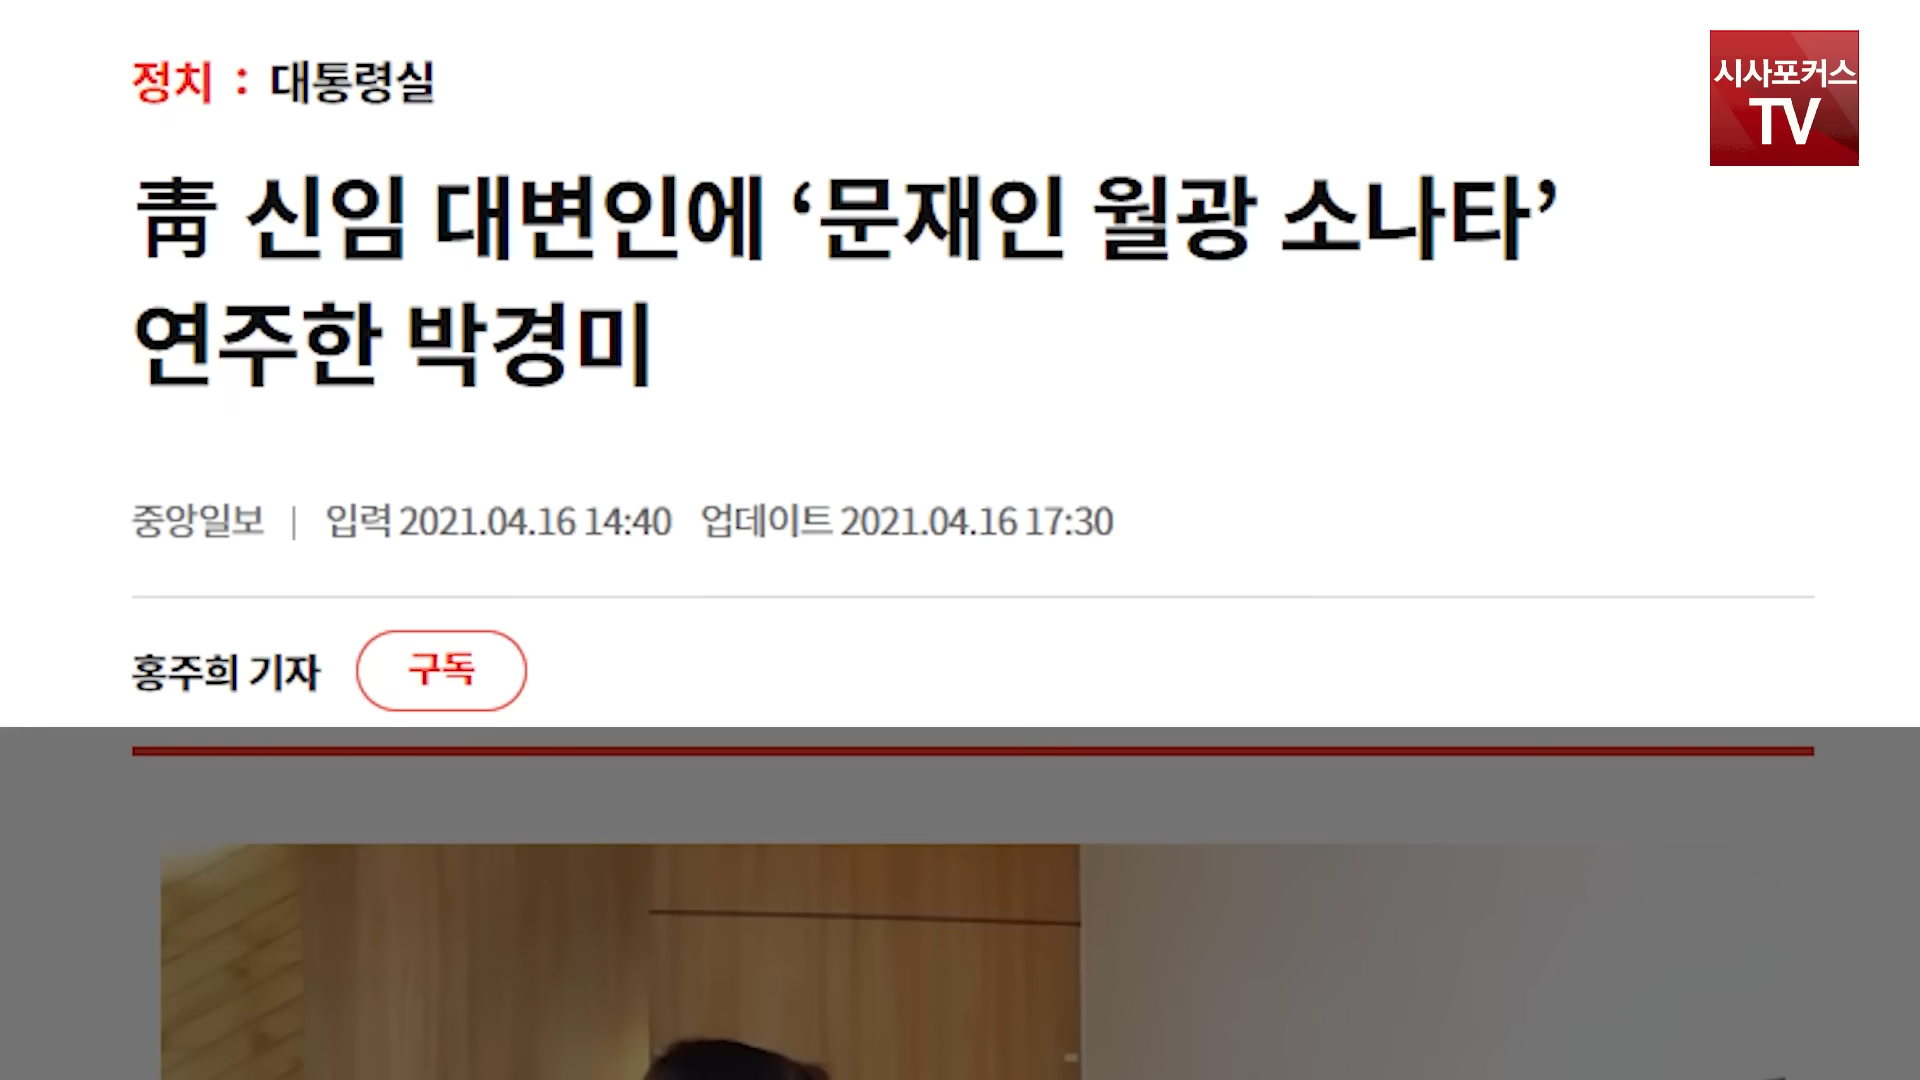 정치 : 대통령실
시사포커스
TV
靑 신임 대변인에 ‘문재인 월광 소나타’
연주한 박경미
중앙일보 | 입력 2021.04.16 14:40 업데이트 2021.04.16 17:30
홍주희 기자 구독